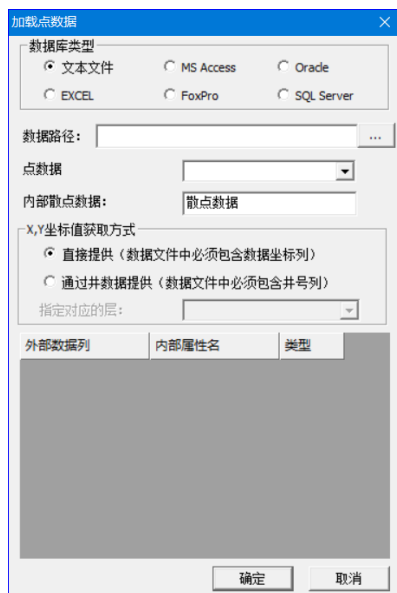 加载点数据
数据库类型
文本文件 MS Access Oracle
EXCEL FoxPro SQL Server
数据路径: ...
点数据
内部散点数据: 散点数据
X,Y坐标值获取方式
直接提供（数据文件中必须包含数据坐标列）
通过井数据提供（数据文件中必须包含井号列）
指定对应的层:
外部数据列 内部属性名 类型
确定 取消